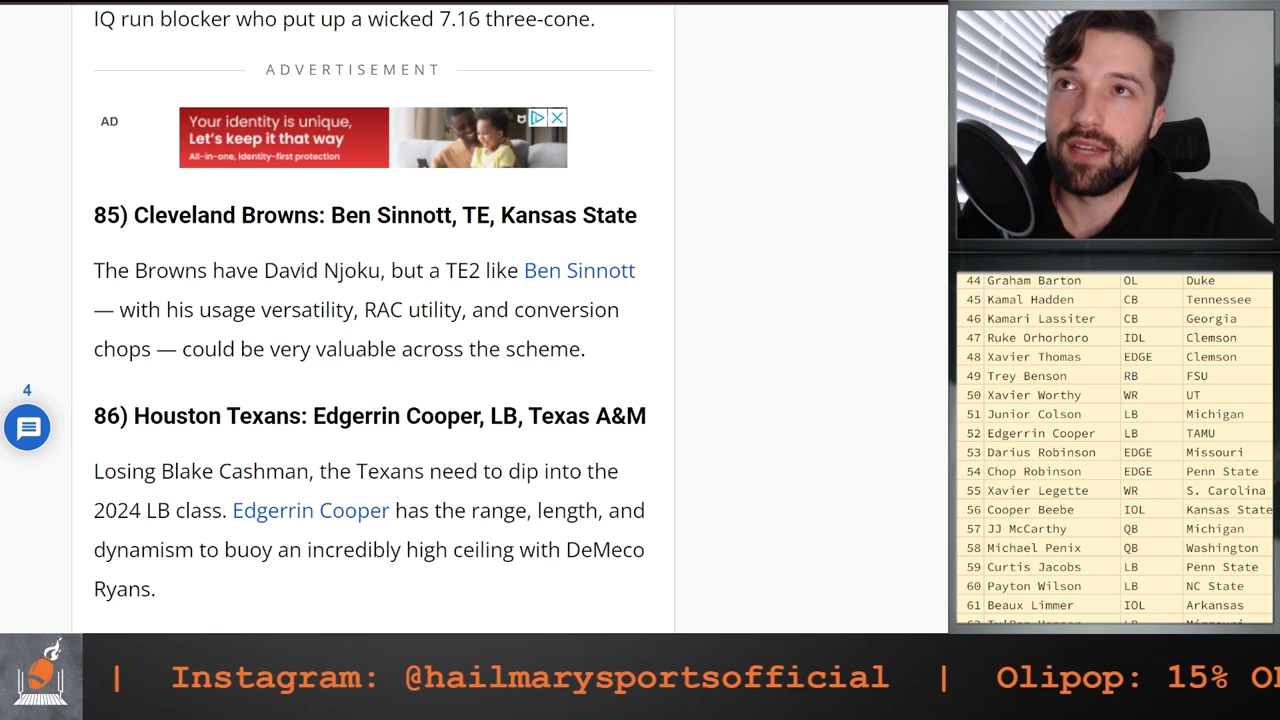 IQ run blocker who put up a wicked 7.16 three-cone.
ADVERTISEMENT
AD
Your identity is unique,
Let's keep it that way
All-in-one, identity-first protection
85) Cleveland Browns: Ben Sinnott, TE, Kansas State
The Browns have David Njoku, but a TE2 like Ben Sinnott
— with his usage versatility, RAC utility, and conversion
chops — could be very valuable across the scheme.
4
86) Houston Texans: Edgerrin Cooper, LB, Texas A&M
Losing Blake Cashman, the Texans need to dip into the
2024 LB class. Edgerrin Cooper has the range, length, and
dynamism to buoy an incredibly high ceiling with DeMeco
Ryans.
44 Graham Barton OL Duke
45 Kamal Hadden CB Tennessee
46 Kamari Lassiter CB Georgia
47 Ruke Orhorhoro IDL Clemson
48 Xavier Thomas EDGE Clemson
49 Trey Benson RB FSU
50 Xavier Worthy WR UT
51 Junior Colson LB Michigan
52 Edgerrin Cooper LB TAMU
53 Darius Robinson EDGE Missouri
54 Chop Robinson EDGE Penn State
55 Xavier Legette WR S. Carolina
56 Cooper Beebe IOL Kansas State
57 JJ McCarthy QB Michigan
58 Michael Penix QB Washington
59 Curtis Jacobs LB Penn State
60 Payton Wilson LB NC State
61 Beaux Limmer IOL Arkansas
| Instagram: @hailmarysportsofficial | Olipop: 15%